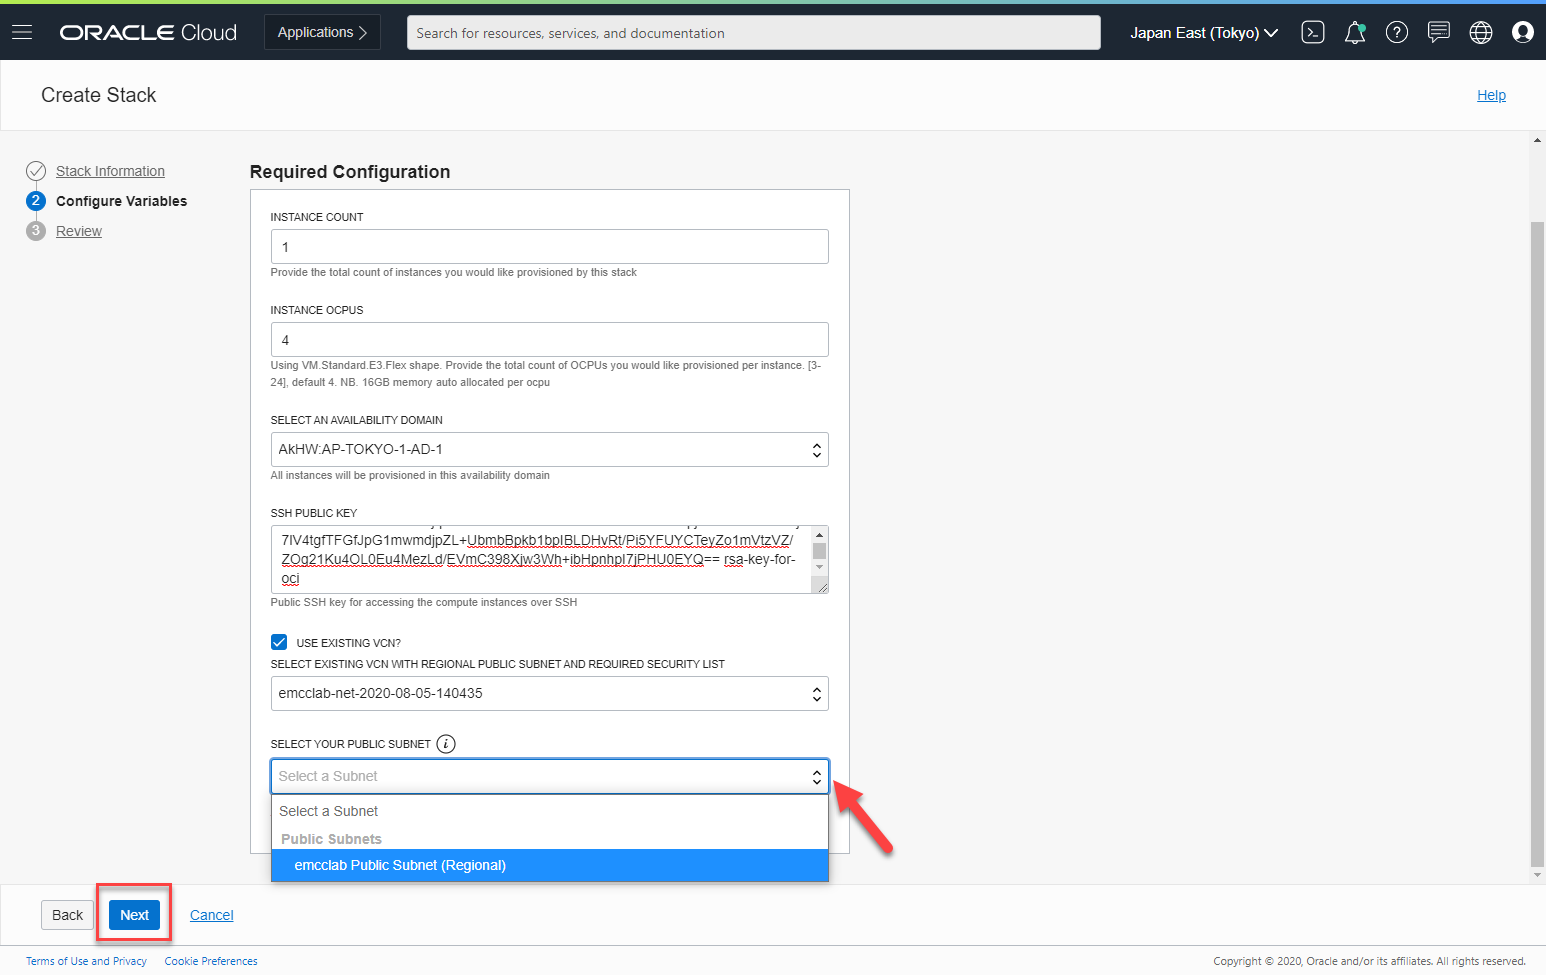 ORACLE Cloud
Applications
Search for resources, services, and documentation
Japan East (Tokyo)
Create Stack
Help
Stack Information
2 Configure Variables
3 Review
Required Configuration
INSTANCE COUNT
1
Provide the total count of instances you would like provisioned by this stack
INSTANCE OCPUS
4
Using VM.Standard.E3.Flex shape. Provide the total count of OCPUs you would like provisioned per instance. [3-
24], default 4. NB. 16GB memory auto allocated per ocpu
SELECT AN AVAILABILITY DOMAIN
AkHW:AP-TOKYO-1-AD-1
All instances will be provisioned in this availability domain
SSH PUBLIC KEY
7IV4tgfTFGfJpG1mwmdjpZL+UbmbBpkb1bpIBLDHvRt/Pi5YFUYCTeyZo1mVtzVZ/
ZOg21Ku4OL0Eu4MezLd/EVmC398Xjw3Wh+ibHpnhpI7jPHU0EYQ== rsa-key-for-
oci
Public SSH key for accessing the compute instances over SSH
USE EXISTING VCN?
SELECT EXISTING VCN WITH REGIONAL PUBLIC SUBNET AND REQUIRED SECURITY LIST
emcclab-net-2020-08-05-140435
SELECT YOUR PUBLIC SUBNET i
Select a Subnet
Select a Subnet
Public Subnets
emcclab Public Subnet (Regional)
Back
Next
Cancel
Terms of Use and Privacy
Cookie Preferences
Copyright © 2020, Oracle and/or its affiliates. All rights reserved.